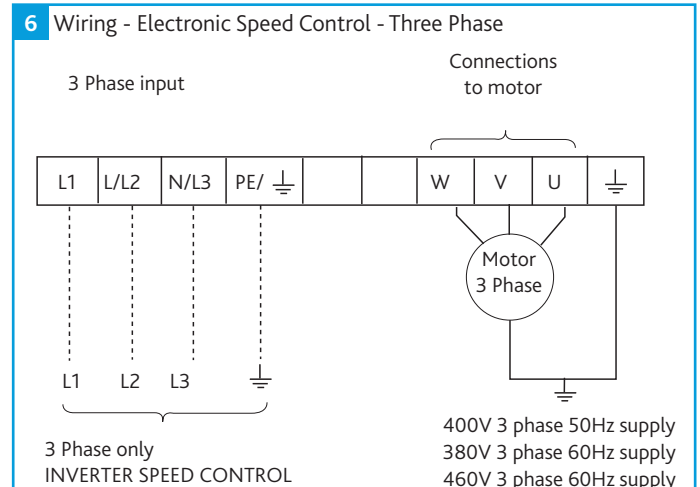 6 Wiring - Electronic Speed Control - Three Phase
3 Phase input
Connections
to motor
L1 L/L2 N/L3 PE/ W V U
Motor
3 Phase
L1 L2 L3
3 Phase only
INVERTER SPEED CONTROL
400V 3 phase 50Hz supply
380V 3 phase 60Hz supply
460V 3 phase 60Hz supply